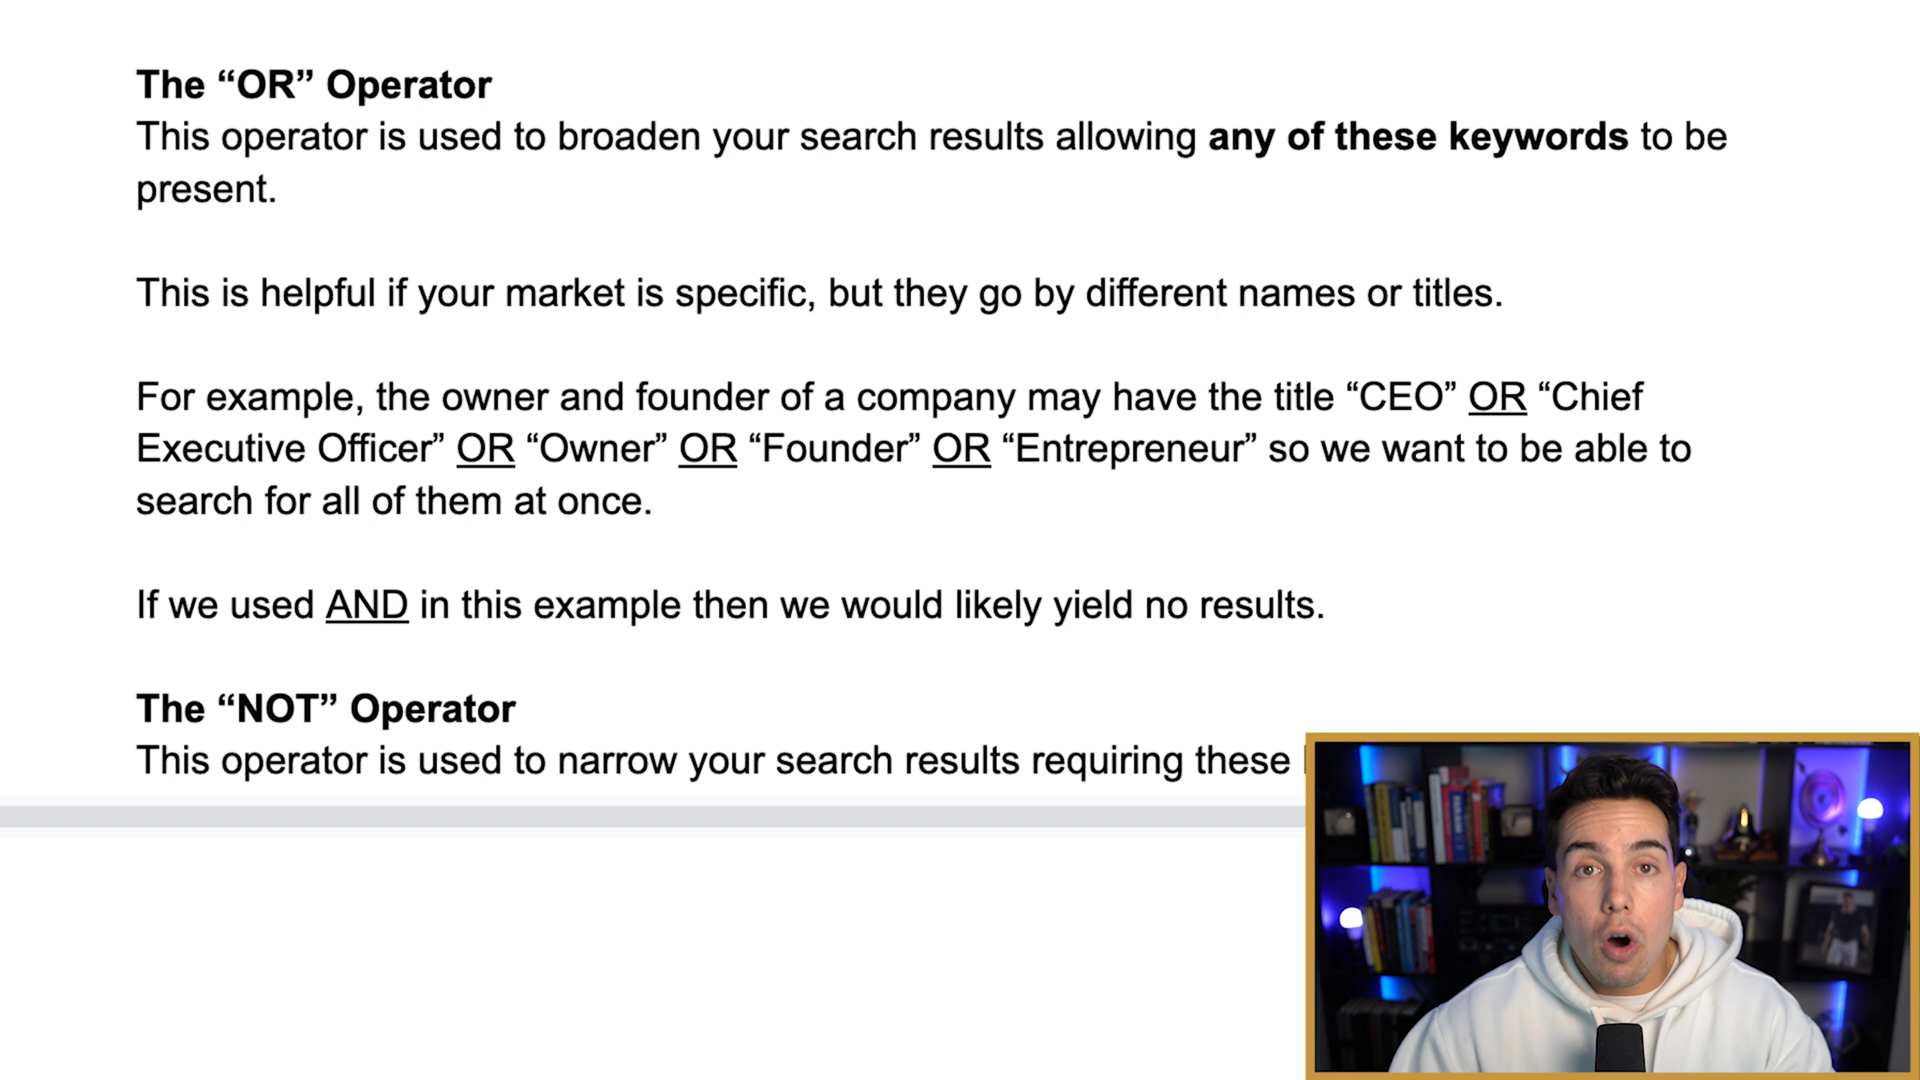 The “OR” Operator
This operator is used to broaden your search results allowing any of these keywords to be
present.
This is helpful if your market is specific, but they go by different names or titles.
For example, the owner and founder of a company may have the title “CEO” OR “Chief
Executive Officer” OR “Owner” OR “Founder” OR “Entrepreneur” so we want to be able to
search for all of them at once.
If we used AND in this example then we would likely yield no results.
The “NOT” Operator
This operator is used to narrow your search results requiring these